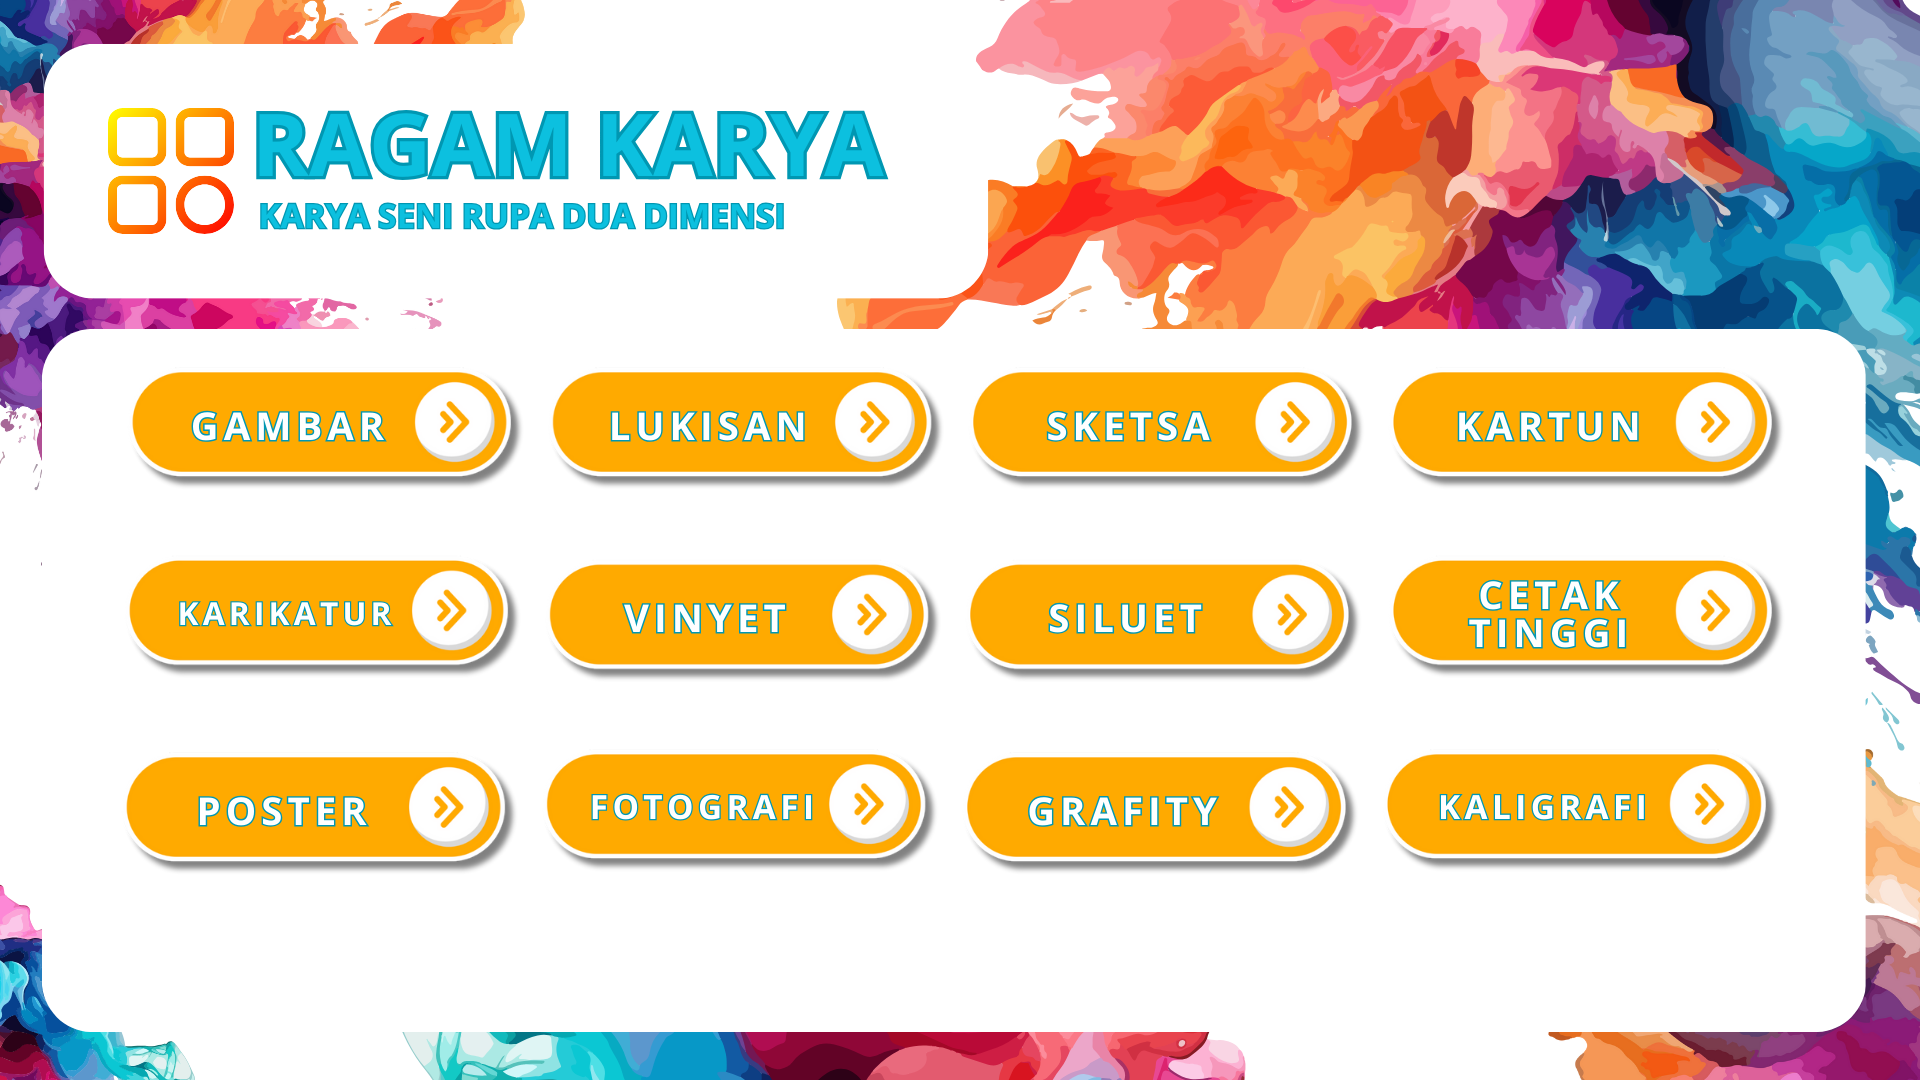 RAGAM KARYA
KARYA SENI RUPA DUA DIMENSI
GAMBAR
LUKISAN
SKETSA
KARTUN
KARIKATUR
VINYET
SILUET
CETAK
TINGGI
POSTER
FOTOGRAFI
GRAFITY
KALIGRAFI